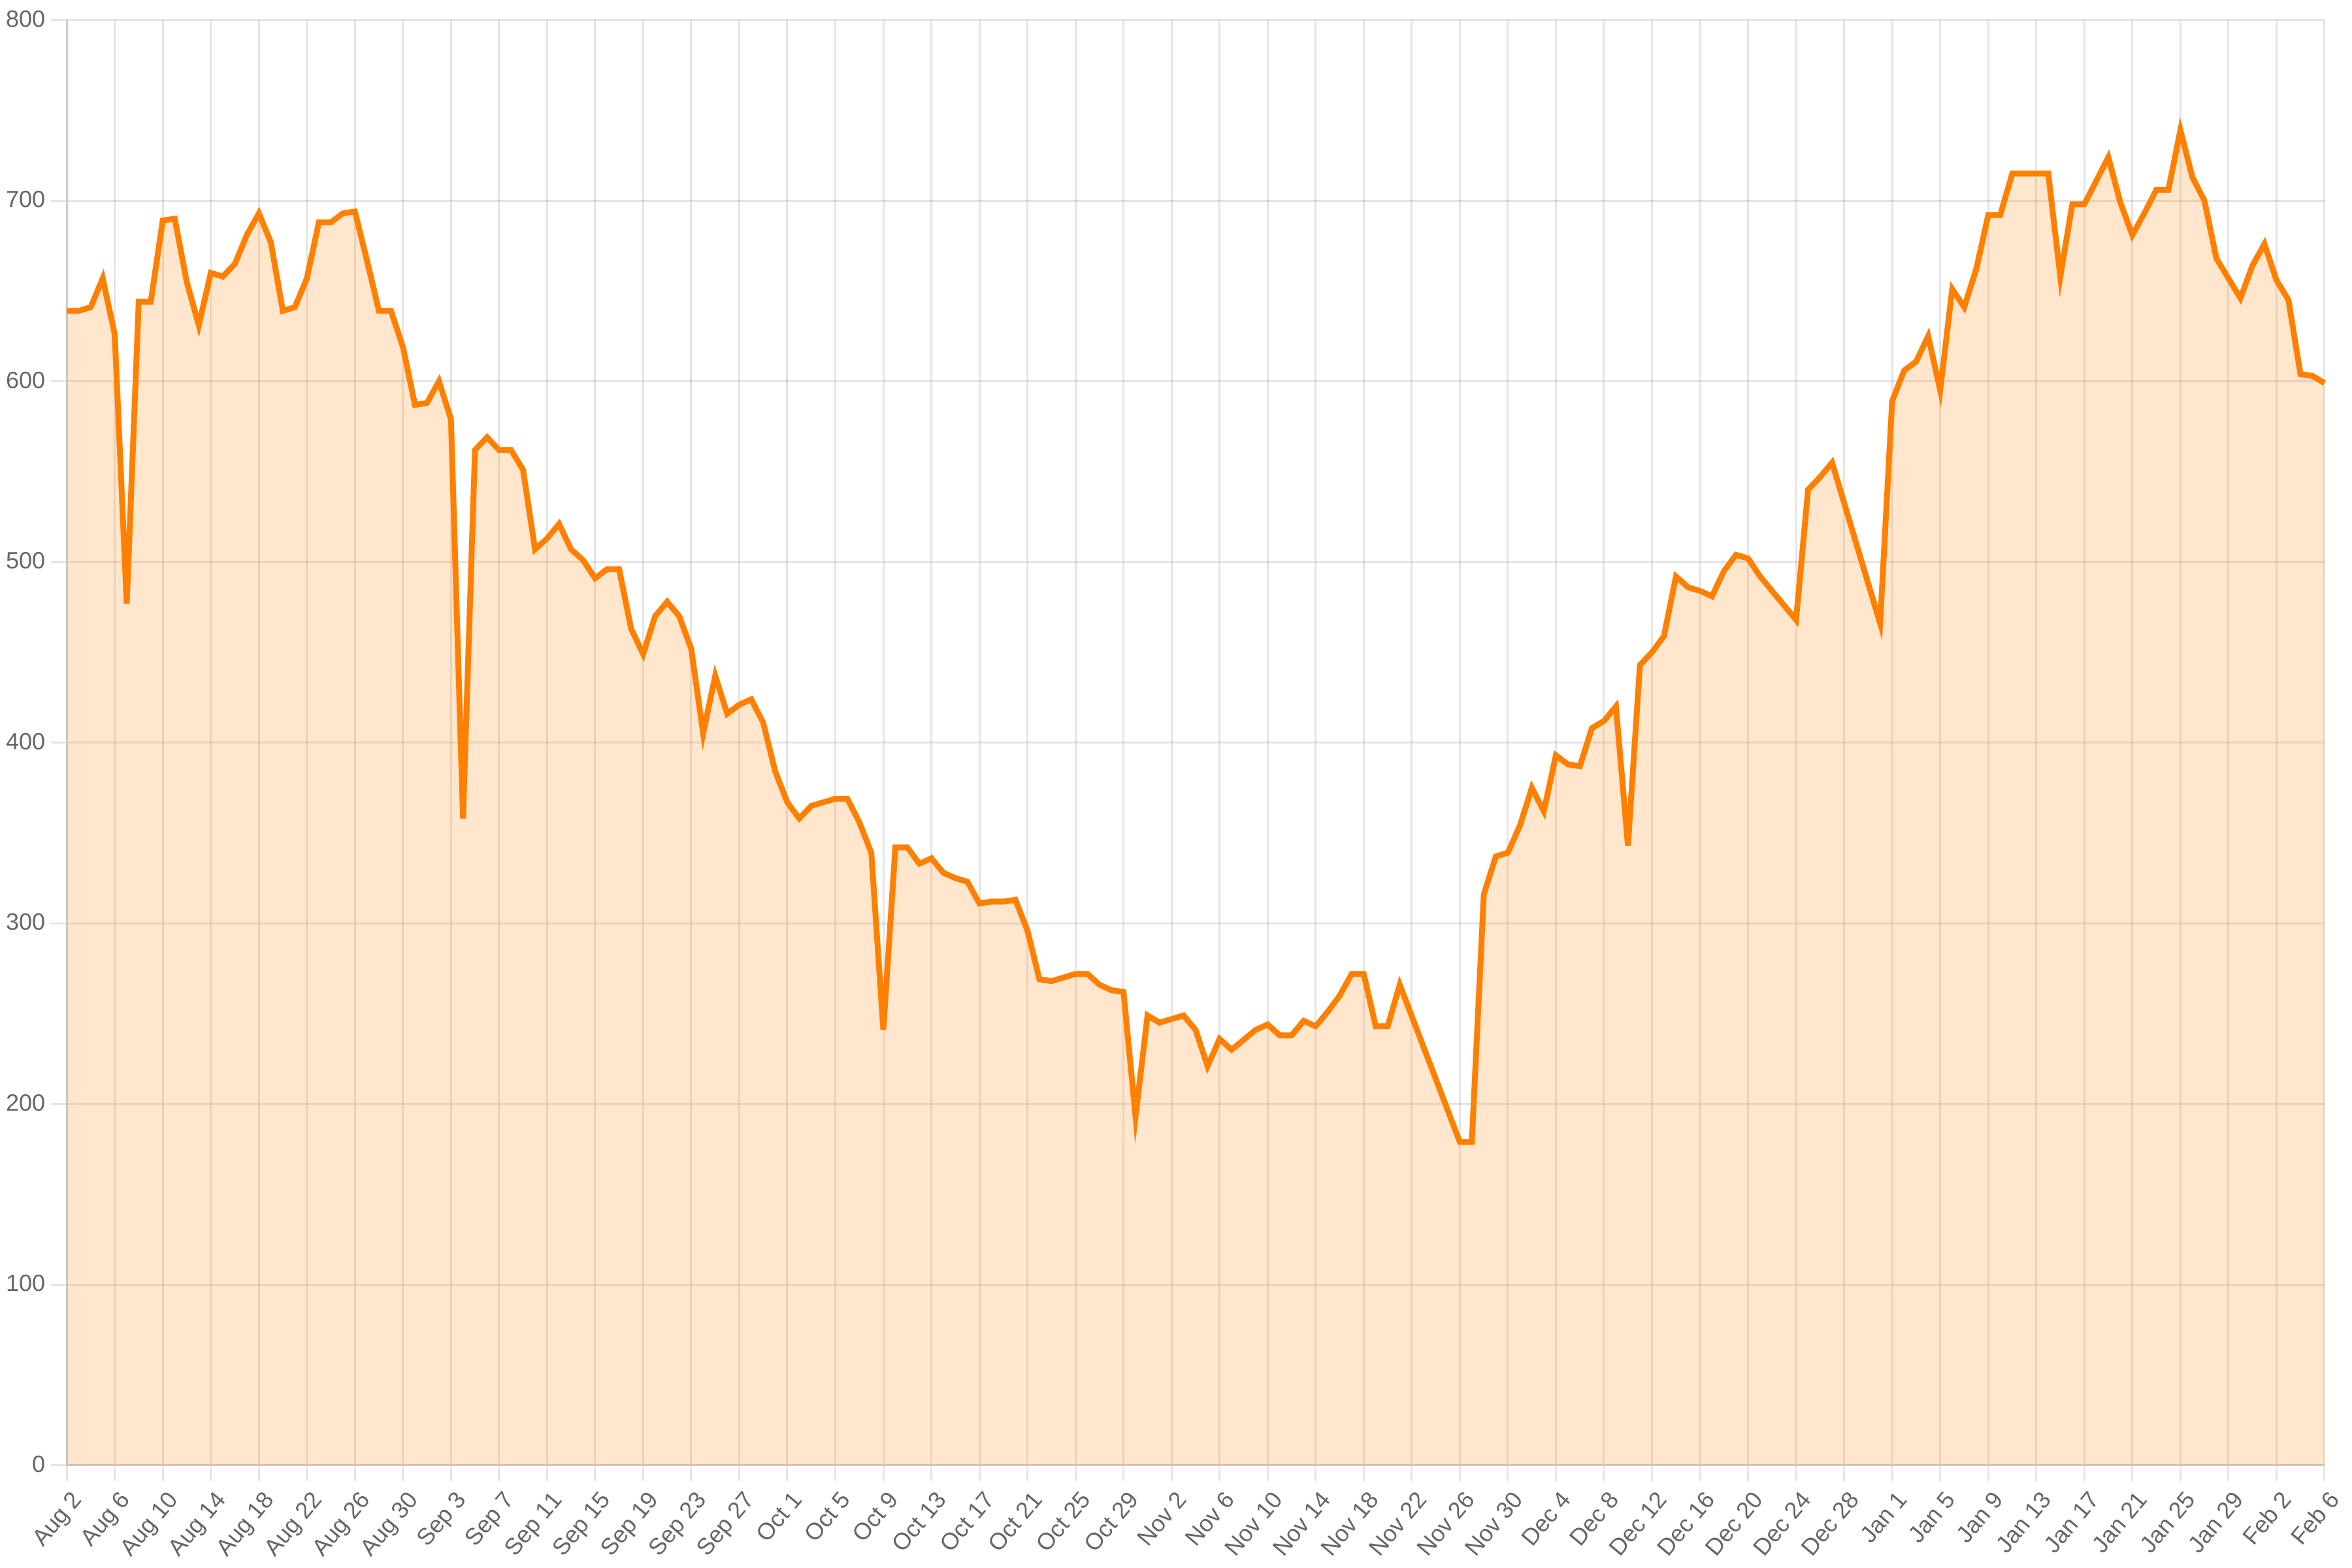 800
700
600
500
400
300
200
100
0
Aug 2
Aug 6
Aug 10
Aug 14
Aug 18
Aug 22
Aug 26
Aug 30
Sep 3
Sep 7
Sep 11
Sep 15
Sep 19
Sep 23
Sep 27
Oct 1
Oct 5
Oct 9
Oct 13
Oct 17
Oct 21
Oct 25
Oct 29
Nov 2
Nov 6
Nov 10
Nov 14
Nov 18
Nov 22
Nov 26
Nov 30
Dec 4
Dec 8
Dec 12
Dec 16
Dec 20
Dec 24
Dec 28
Jan 1
Jan 5
Jan 9
Jan 13
Jan 17
Jan 21
Jan 25
Jan 29
Feb 2
Feb 6